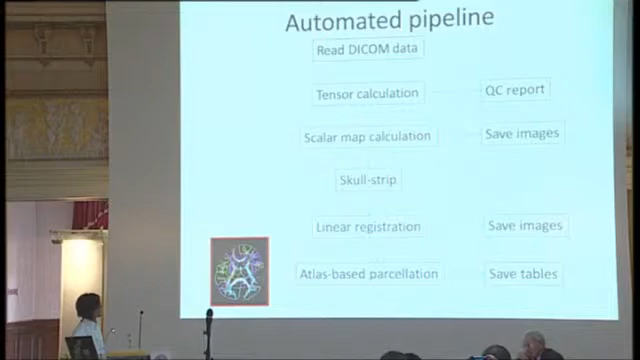 Automated pipeline
Read DICOM data
Tensor calculation
QC report
Scalar map calculation
Save images
Skull-strip
Linear registration
Save images
Atlas-based parcellation
Save tables